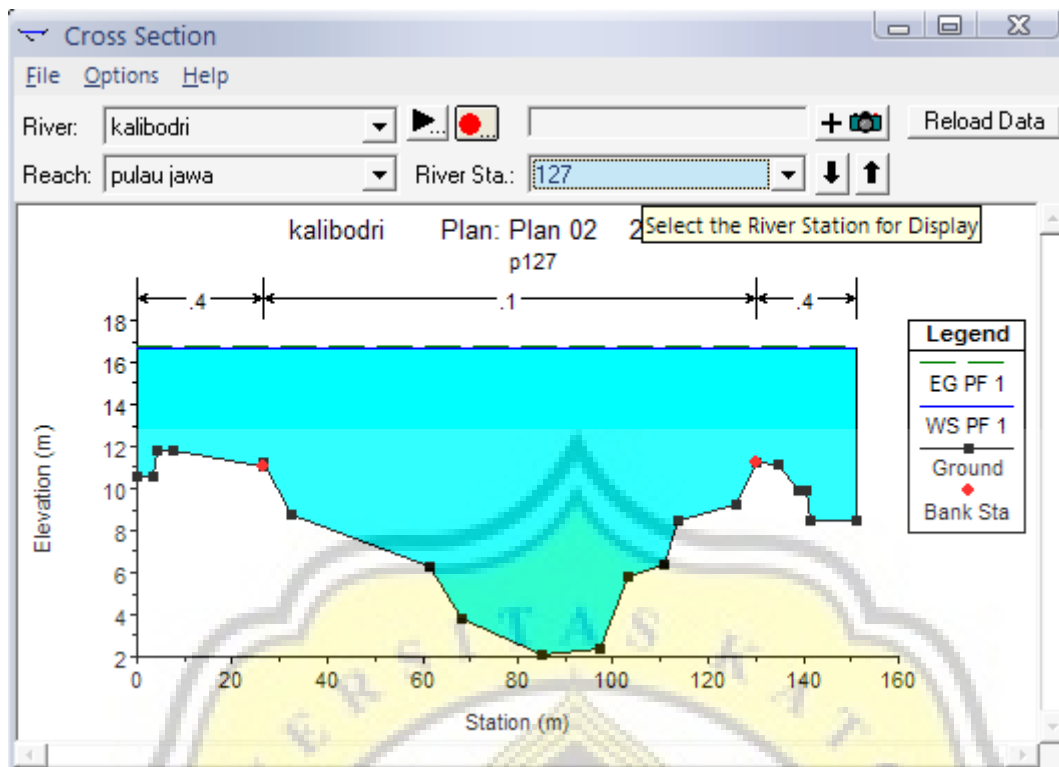 Cross Section
File Options Help
River: kalibodri Reload Data
Reach: pulau jawa River Sta.: 127
Select the River Station for Display
kalibodri Plan: Plan 02 2
p127
.4 .1 .4
18
16
14
12
10
8
6
4
2
Elevation (m)
0 20 40 60 80 100 120 140 160
Station (m)
Legend
EG PF 1
WS PF 1
Ground
Bank Sta
ERSITAS KAT